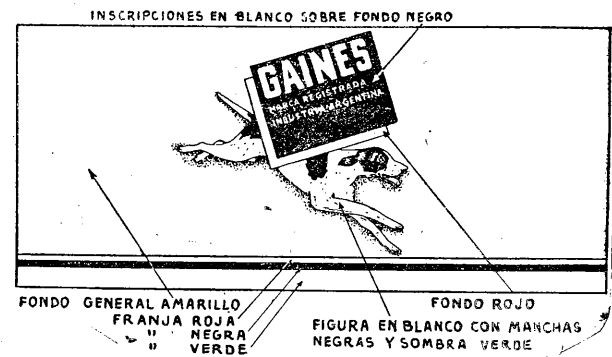 INSCRIPCIONES EN BLANCO SOBRE FONDO NEGRO
GAINES
MARCA REGISTRADA
INDUSTRIA ARGENTINA
FONDO GENERAL AMARILLO
FRANJA ROJA
" NEGRA
" VERDE
FONDO ROJO
FIGURA EN BLANCO CON MANCHAS
NEGRAS Y SOMBRA VERDE